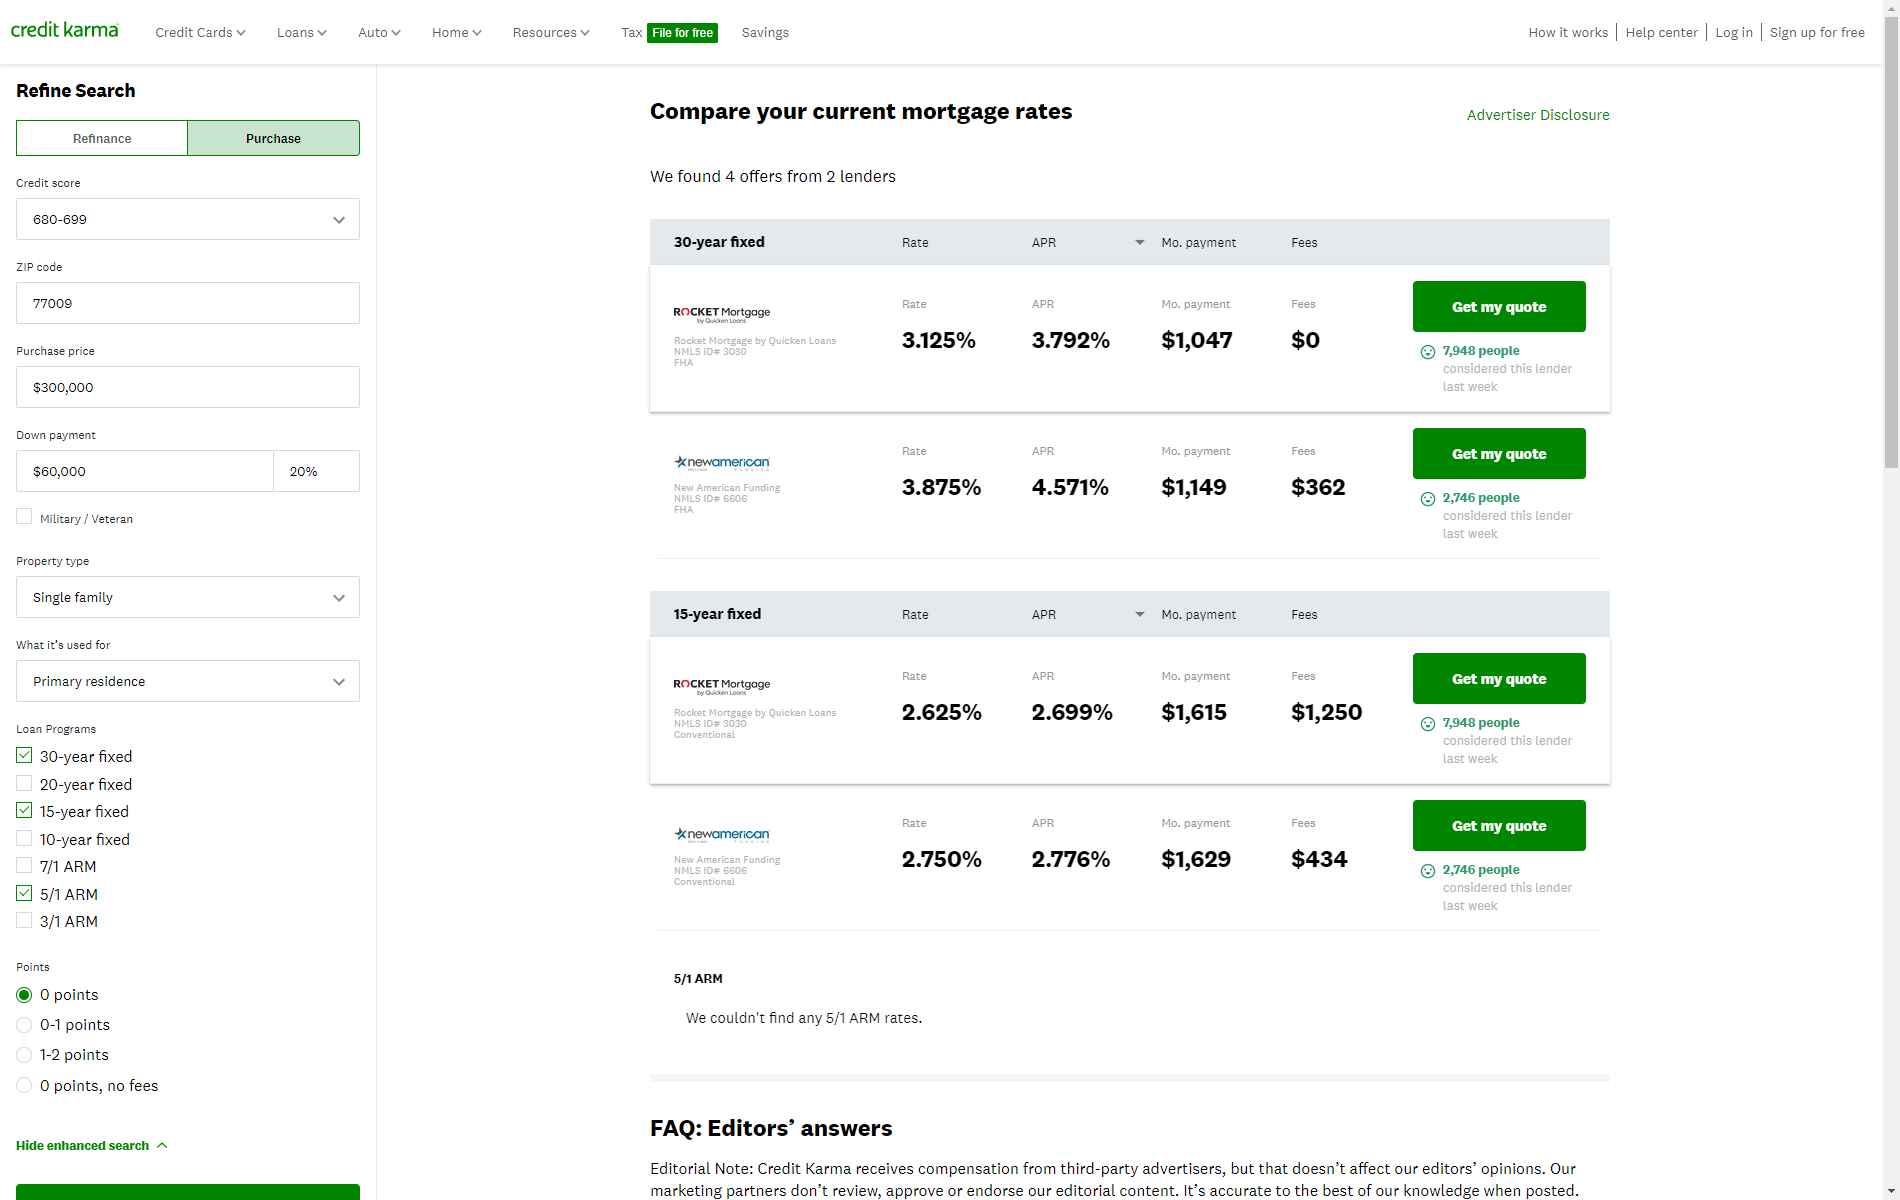 credit karma
Credit Cards Loans Auto Home Resources Tax File for free Savings
How it works Help center Log in Sign up for free
Refine Search
Refinance Purchase
Credit score
680-699
ZIP code
77009
Purchase price
$300,000
Down payment
$60,000 20%
Military / Veteran
Property type
Single family
What it's used for
Primary residence
Loan Programs
30-year fixed
20-year fixed
15-year fixed
10-year fixed
7/1 ARM
5/1 ARM
3/1 ARM
Points
0 points
0-1 points
1-2 points
0 points, no fees
Hide enhanced search
Compare your current mortgage rates
Advertiser Disclosure
We found 4 offers from 2 lenders
30-year fixed Rate APR Mo. payment Fees
ROCKET Mortgage
by Quicken Loans
Rocket Mortgage by Quicken Loans
NMLS ID# 3030
FHA
Rate APR Mo. payment Fees
3.125% 3.792% $1,047 $0
Get my quote
7,948 people
considered this lender
last week
newamerican
FUNDING
New American Funding
NMLS ID# 6606
FHA
Rate APR Mo. payment Fees
3.875% 4.571% $1,149 $362
Get my quote
2,746 people
considered this lender
last week
15-year fixed Rate APR Mo. payment Fees
ROCKET Mortgage
by Quicken Loans
Rocket Mortgage by Quicken Loans
NMLS ID# 3030
Conventional
Rate APR Mo. payment Fees
2.625% 2.699% $1,615 $1,250
Get my quote
7,948 people
considered this lender
last week
newamerican
FUNDING
New American Funding
NMLS ID# 6606
Conventional
Rate APR Mo. payment Fees
2.750% 2.776% $1,629 $434
Get my quote
2,746 people
considered this lender
last week
5/1 ARM
We couldn't find any 5/1 ARM rates.
FAQ: Editors’ answers
Editorial Note: Credit Karma receives compensation from third-party advertisers, but that doesn’t affect our editors’ opinions. Our
marketing partners don’t review, approve or endorse our editorial content. It’s accurate to the best of our knowledge when posted.